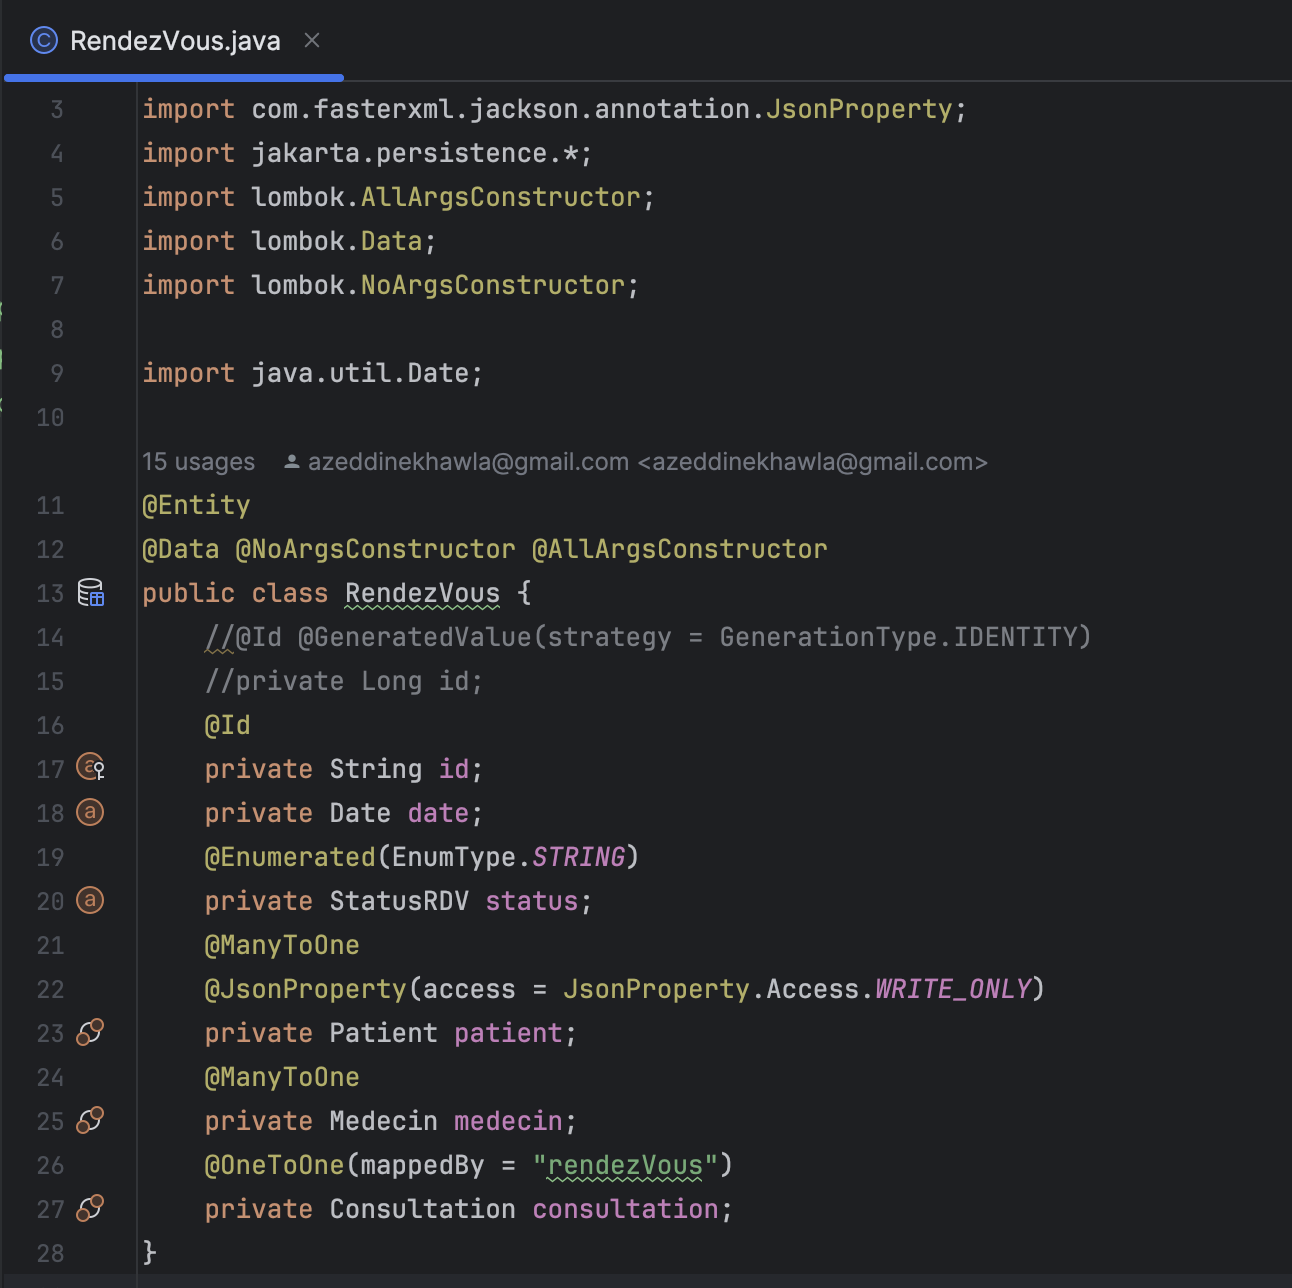 RendezVous.java
3 import com.fasterxml.jackson.annotation.JsonProperty;
4 import jakarta.persistence.*;
5 import lombok.AllArgsConstructor;
6 import lombok.Data;
7 import lombok.NoArgsConstructor;
8
9 import java.util.Date;
10
15 usages azeddinekhawla@gmail.com <azeddinekhawla@gmail.com>
11 @Entity
12 @Data @NoArgsConstructor @AllArgsConstructor
13 public class RendezVous {
14 //@Id @GeneratedValue(strategy = GenerationType.IDENTITY)
15 //private Long id;
16 @Id
17 private String id;
18 private Date date;
19 @Enumerated(EnumType.STRING)
20 private StatusRDV status;
21 @ManyToOne
22 @JsonProperty(access = JsonProperty.Access.WRITE_ONLY)
23 private Patient patient;
24 @ManyToOne
25 private Medecin medecin;
26 @OneToOne(mappedBy = "rendezVous")
27 private Consultation consultation;
28 }